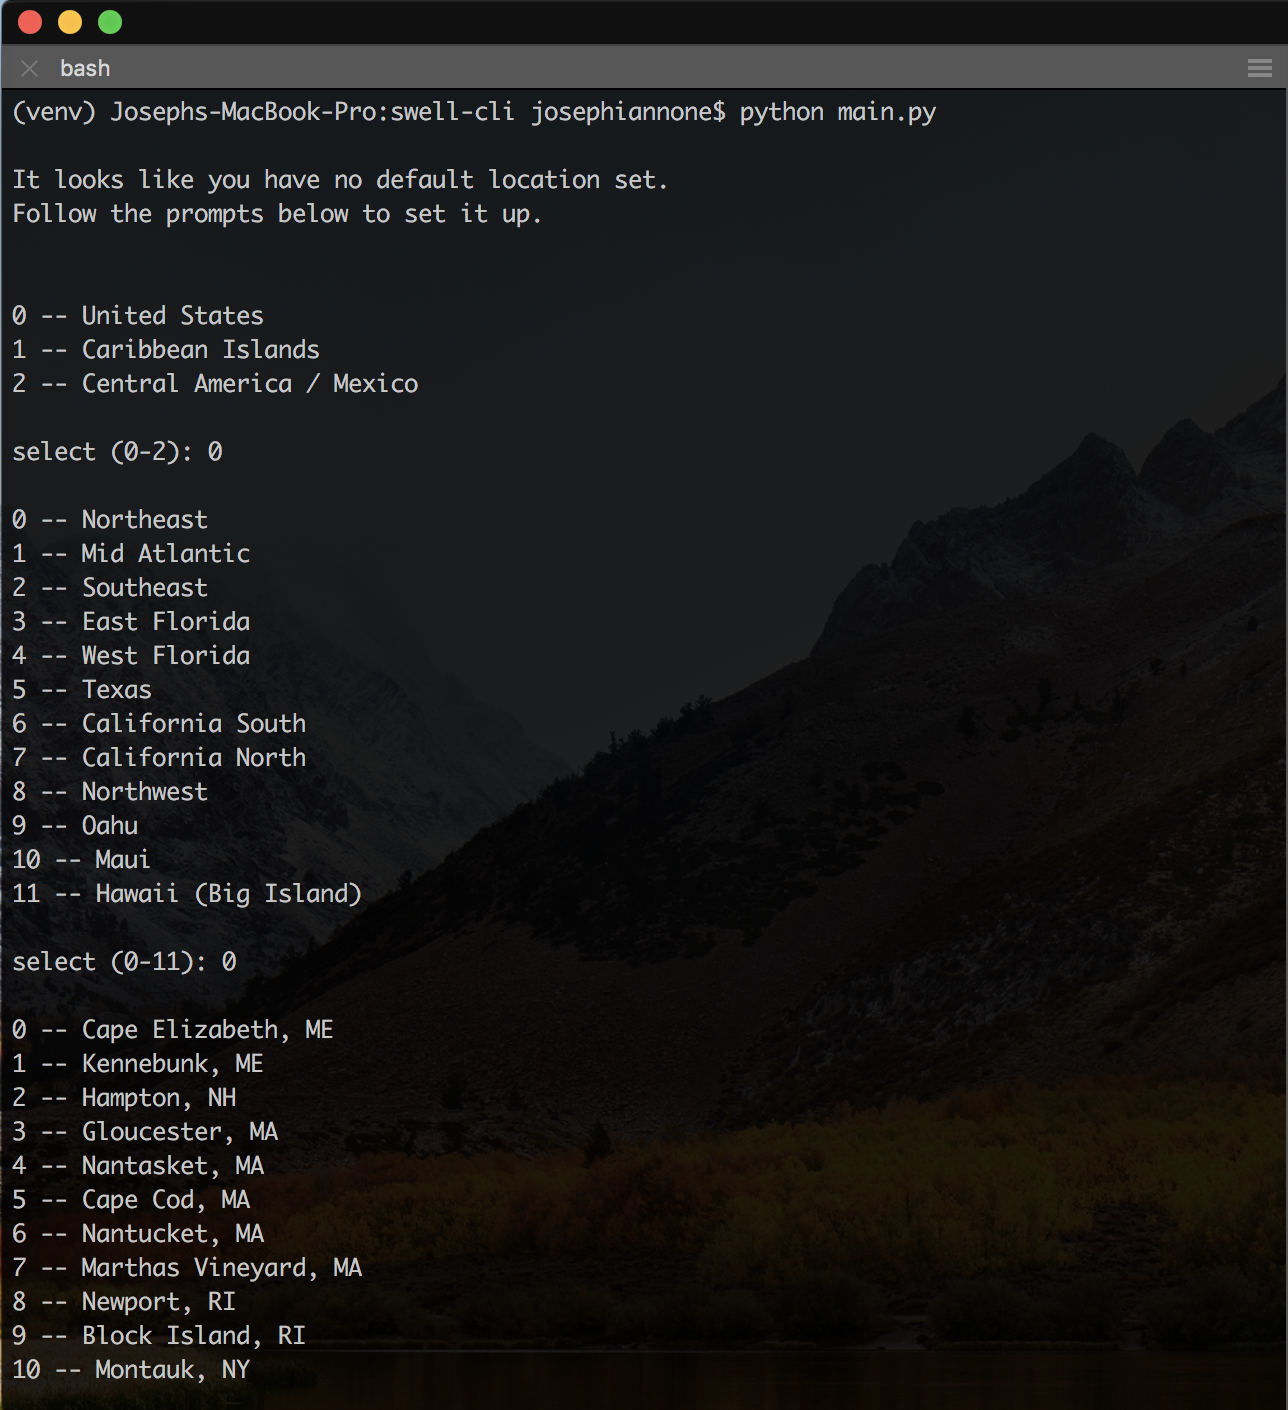 bash
(venv) Josephs-MacBook-Pro:swell-cli josephiannone$ python main.py
It looks like you have no default location set.
Follow the prompts below to set it up.
0 -- United States
1 -- Caribbean Islands
2 -- Central America / Mexico
select (0-2): 0
0 -- Northeast
1 -- Mid Atlantic
2 -- Southeast
3 -- East Florida
4 -- West Florida
5 -- Texas
6 -- California South
7 -- California North
8 -- Northwest
9 -- Oahu
10 -- Maui
11 -- Hawaii (Big Island)
select (0-11): 0
0 -- Cape Elizabeth, ME
1 -- Kennebunk, ME
2 -- Hampton, NH
3 -- Gloucester, MA
4 -- Nantasket, MA
5 -- Cape Cod, MA
6 -- Nantucket, MA
7 -- Marthas Vineyard, MA
8 -- Newport, RI
9 -- Block Island, RI
10 -- Montauk, NY